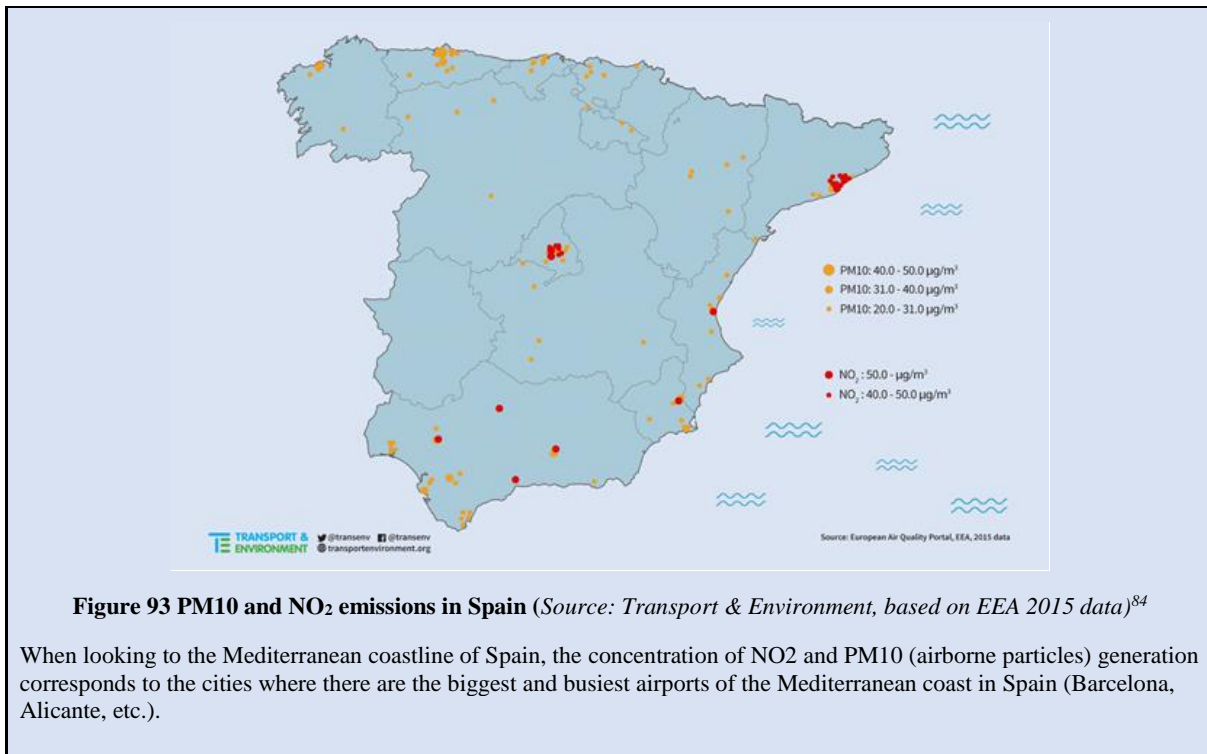 PM10: 40.0 - 50.0 µg/m³
PM10: 31.0 - 40.0 µg/m³
PM10: 20.0 - 31.0 µg/m³
NO₂ : 50.0 - µg/m³
NO₂ : 40.0 - 50.0 µg/m³
TE TRANSPORT & ENVIRONMENT
@transenv @transenv
transportenvironment.org
Source: European Air Quality Portal, EEA, 2015 data
Figure 93 PM10 and NO₂ emissions in Spain (Source: Transport & Environment, based on EEA 2015 data)⁸⁴
When looking to the Mediterranean coastline of Spain, the concentration of NO2 and PM10 (airborne particles) generation
corresponds to the cities where there are the biggest and busiest airports of the Mediterranean coast in Spain (Barcelona,
Alicante, etc.).